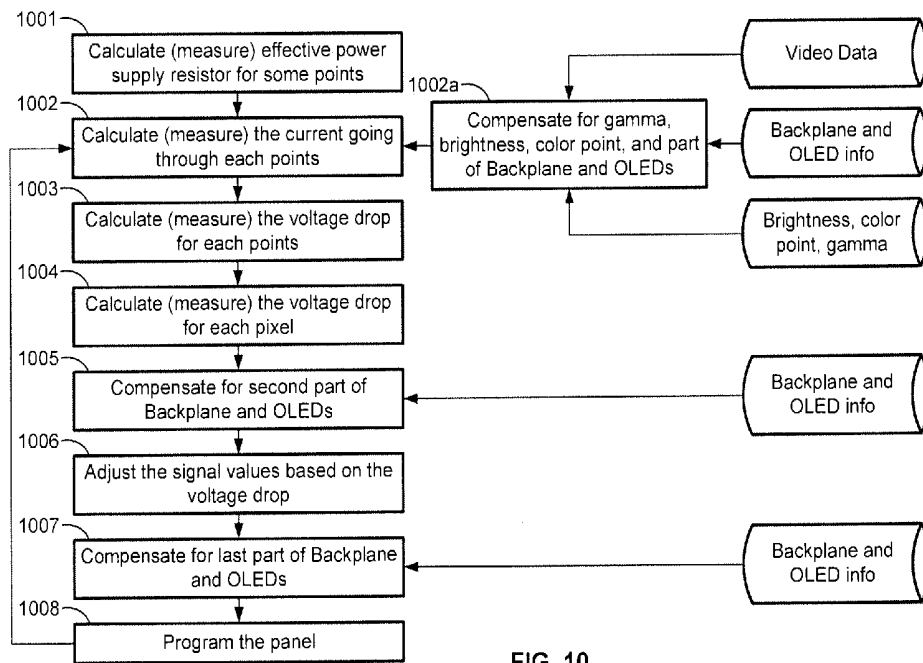 1001
Calculate (measure) effective power
supply resistor for some points
1002
Calculate (measure) the current going
through each points
1002a
Compensate for gamma,
brightness, color point, and part
of Backplane and OLEDs
Video Data
Backplane and
OLED info
Brightness, color
point, gamma
1003
Calculate (measure) the voltage drop
for each points
1004
Calculate (measure) the voltage drop
for each pixel
1005
Compensate for second part of
Backplane and OLEDs
Backplane and
OLED info
1006
Adjust the signal values based on the
voltage drop
1007
Compensate for last part of Backplane
and OLEDs
Backplane and
OLED info
1008
Program the panel
FIG. 10